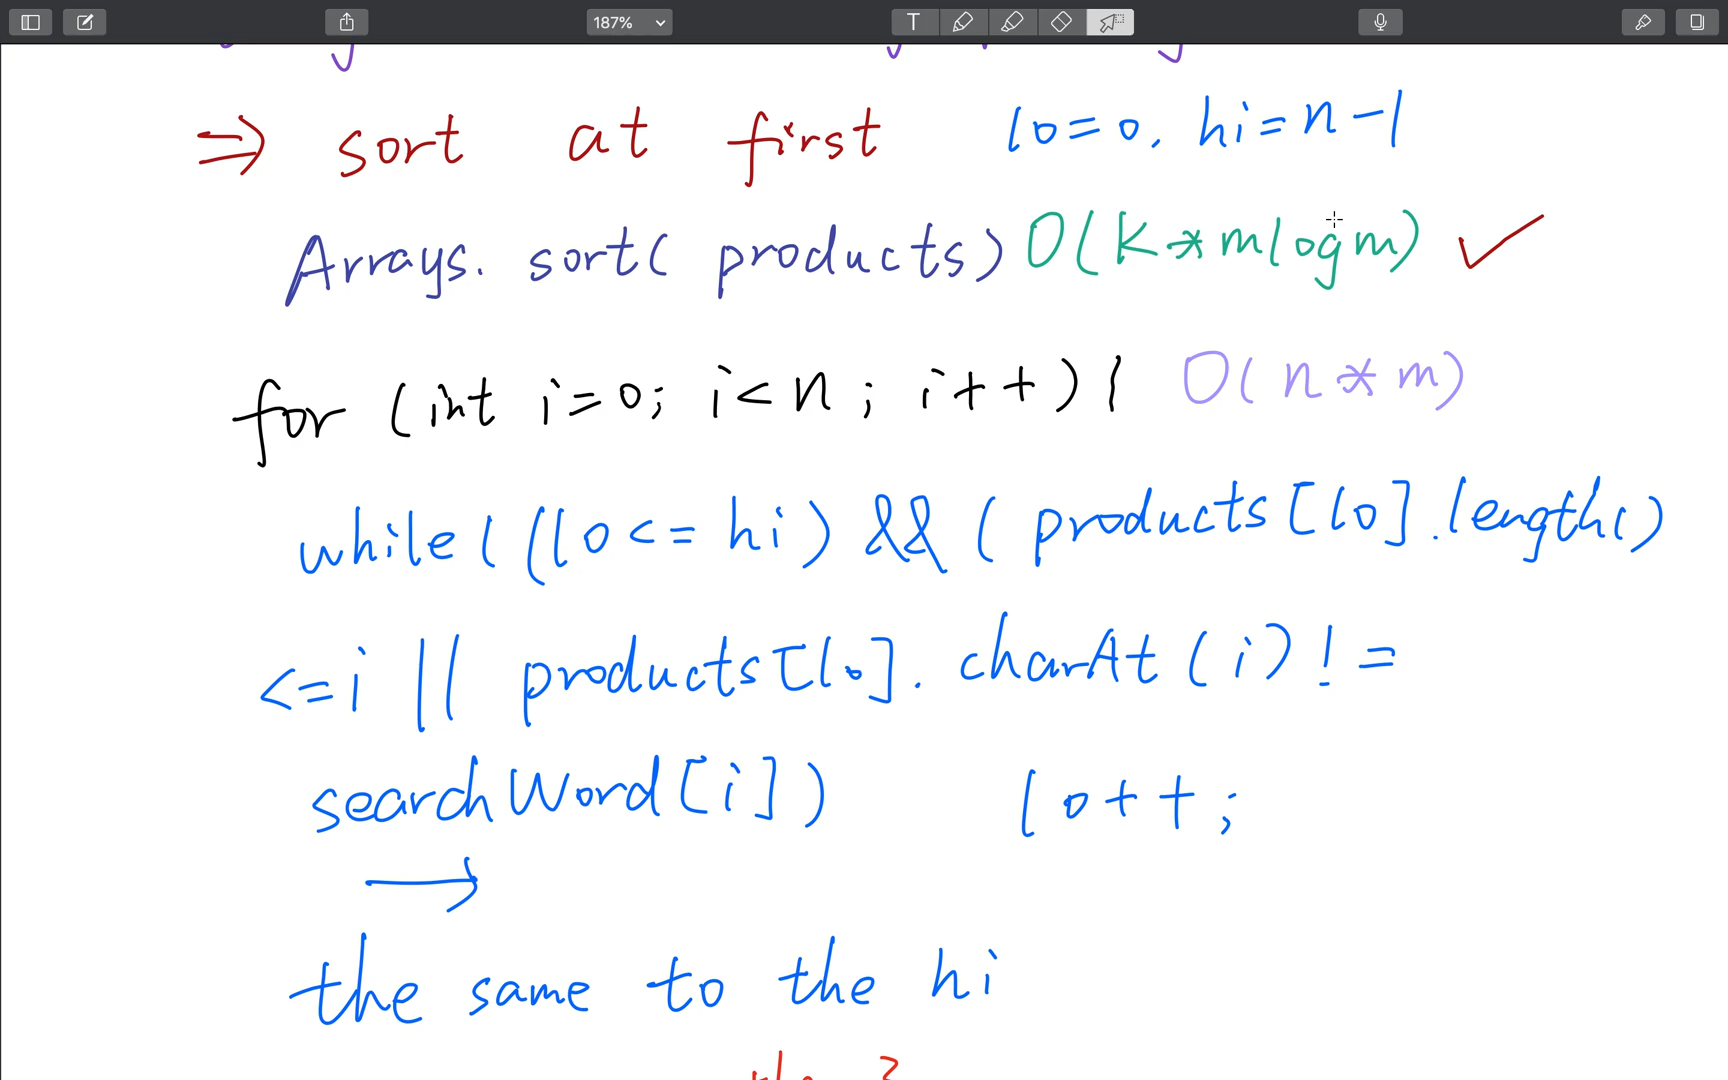 187%
T
⇒ sort at first lo=0, hi=n-1
Arrays. sort( products) O(K*mlogm) ✓
for (int i=0; i<n; i++) { O(n*m)
while( (lo<=hi) && ( products[lo].length()
<=i || products[lo]. charAt(i) !=
searchWord[i]) lo++;
→
the same to the hi